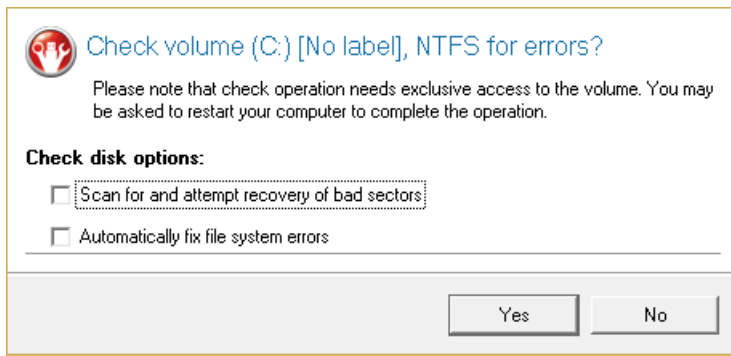 Check volume (C:) [No label], NTFS for errors?
Please note that check operation needs exclusive access to the volume. You may
be asked to restart your computer to complete the operation.
Check disk options:
Scan for and attempt recovery of bad sectors
Automatically fix file system errors
Yes No